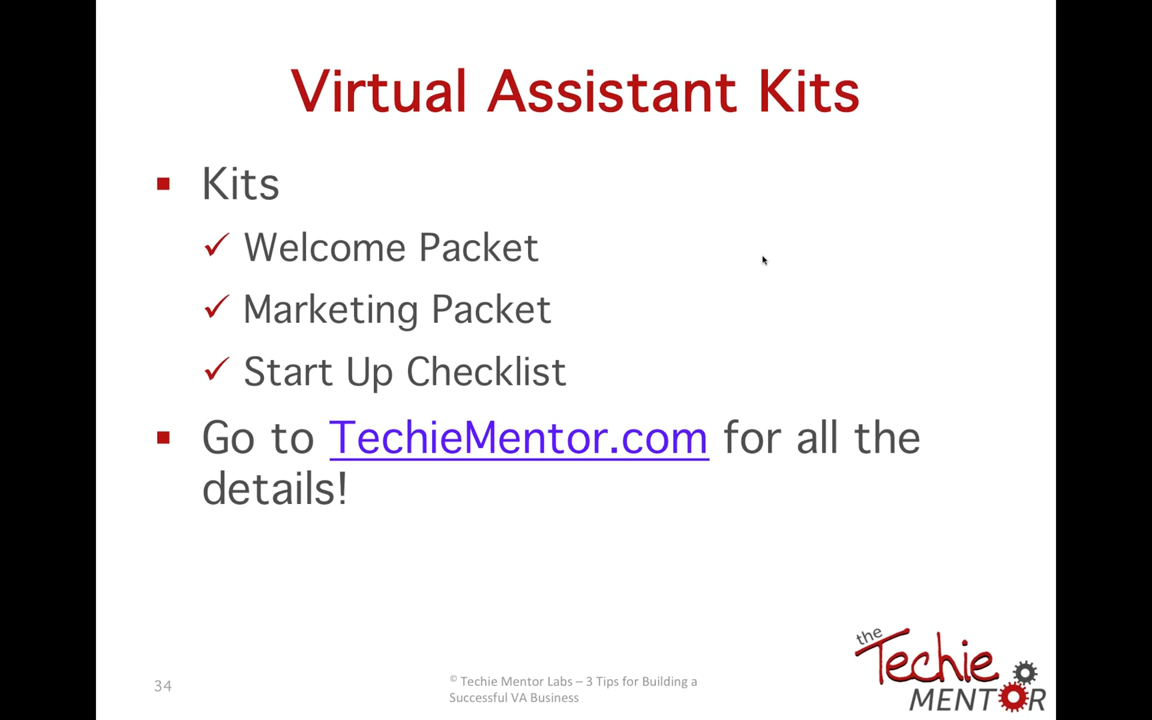 Virtual Assistant Kits
▪ Kits
✓ Welcome Packet
✓ Marketing Packet
✓ Start Up Checklist
▪ Go to TechieMentor.com for all the
details!
34
© Techie Mentor Labs – 3 Tips for Building a
Successful VA Business
the
Techie
MENTOR